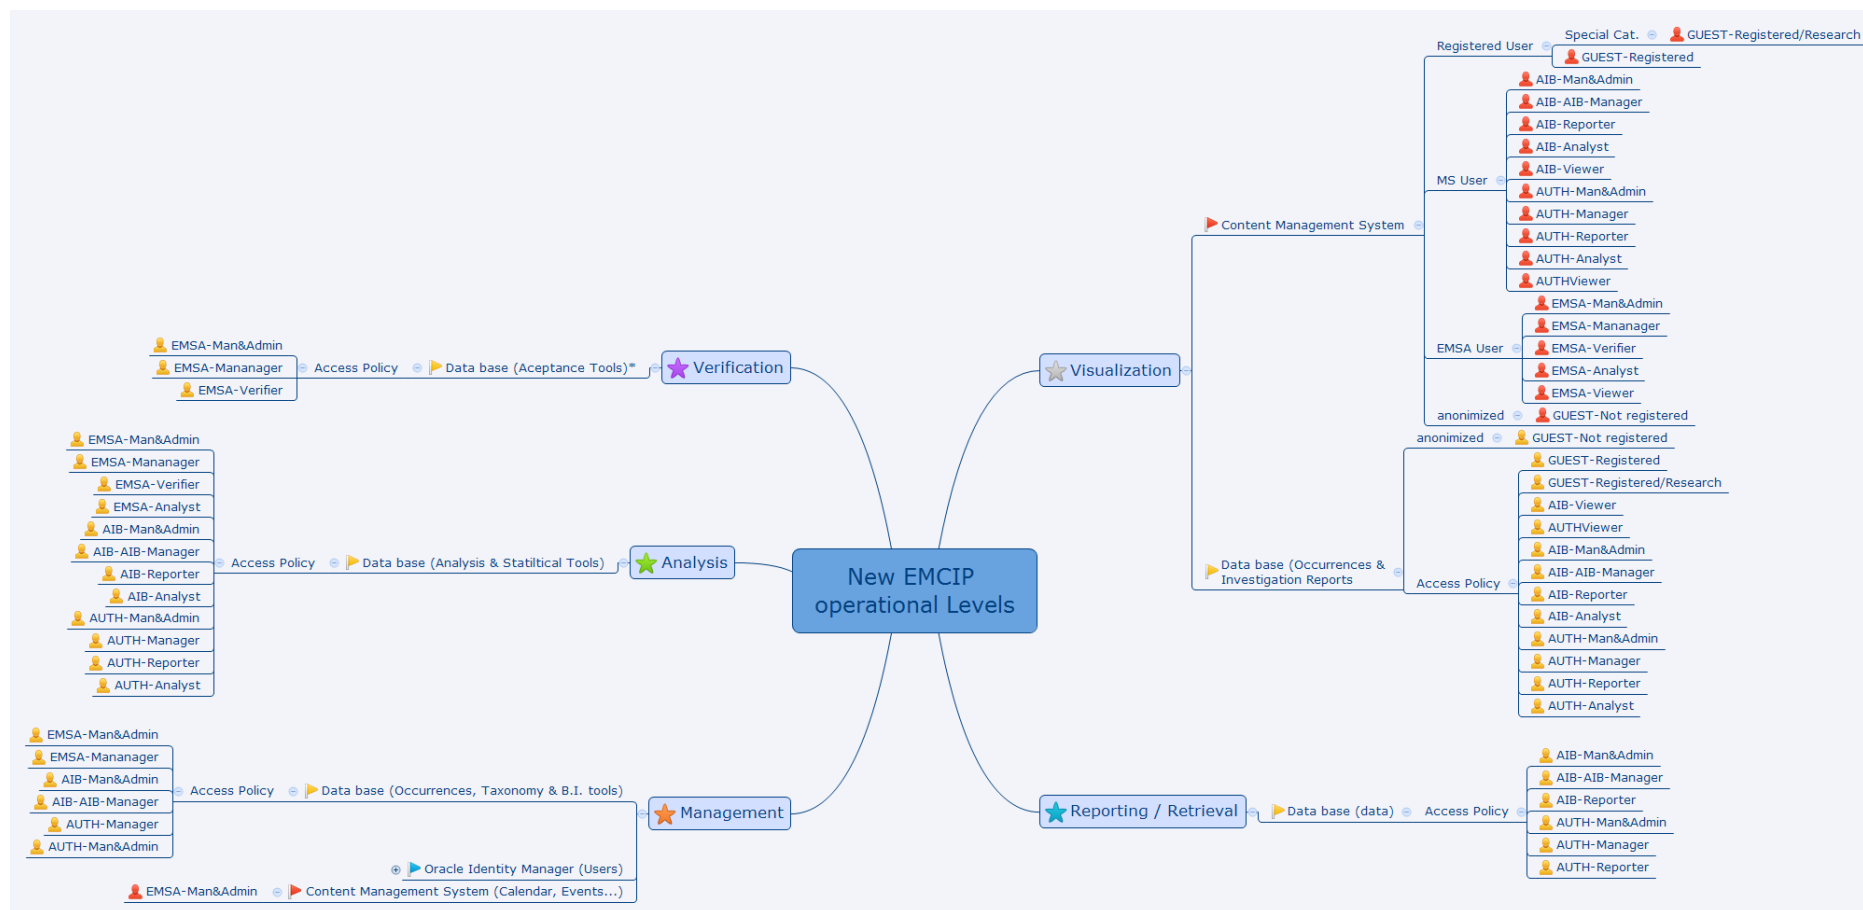 New EMCIP
operational Levels
Verification
Data base (Aceptance Tools)*
Access Policy
EMSA-Man&Admin
EMSA-Mananager
EMSA-Verifier
Analysis
Data base (Analysis & Statiltical Tools)
Access Policy
EMSA-Man&Admin
EMSA-Mananager
EMSA-Verifier
EMSA-Analyst
AIB-Man&Admin
AIB-AIB-Manager
AIB-Reporter
AIB-Analyst
AUTH-Man&Admin
AUTH-Manager
AUTH-Reporter
AUTH-Analyst
Management
Data base (Occurrences, Taxonomy & B.I. tools)
Access Policy
EMSA-Man&Admin
EMSA-Mananager
AIB-Man&Admin
AIB-AIB-Manager
AUTH-Manager
AUTH-Man&Admin
Oracle Identity Manager (Users)
Content Management System (Calendar, Events...)
EMSA-Man&Admin
Visualization
Content Management System
Registered User
Special Cat.
GUEST-Registered/Research
GUEST-Registered
MS User
AIB-Man&Admin
AIB-AIB-Manager
AIB-Reporter
AIB-Analyst
AIB-Viewer
AUTH-Man&Admin
AUTH-Manager
AUTH-Reporter
AUTH-Analyst
AUTHViewer
EMSA User
EMSA-Man&Admin
EMSA-Mananager
EMSA-Verifier
EMSA-Analyst
EMSA-Viewer
anonimized
GUEST-Not registered
Data base (Occurrences &
Investigation Reports
anonimized
GUEST-Not registered
Access Policy
GUEST-Registered
GUEST-Registered/Research
AIB-Viewer
AUTHViewer
AIB-Man&Admin
AIB-AIB-Manager
AIB-Reporter
AIB-Analyst
AUTH-Man&Admin
AUTH-Manager
AUTH-Reporter
AUTH-Analyst
Reporting / Retrieval
Data base (data)
Access Policy
AIB-Man&Admin
AIB-AIB-Manager
AIB-Reporter
AUTH-Man&Admin
AUTH-Manager
AUTH-Reporter